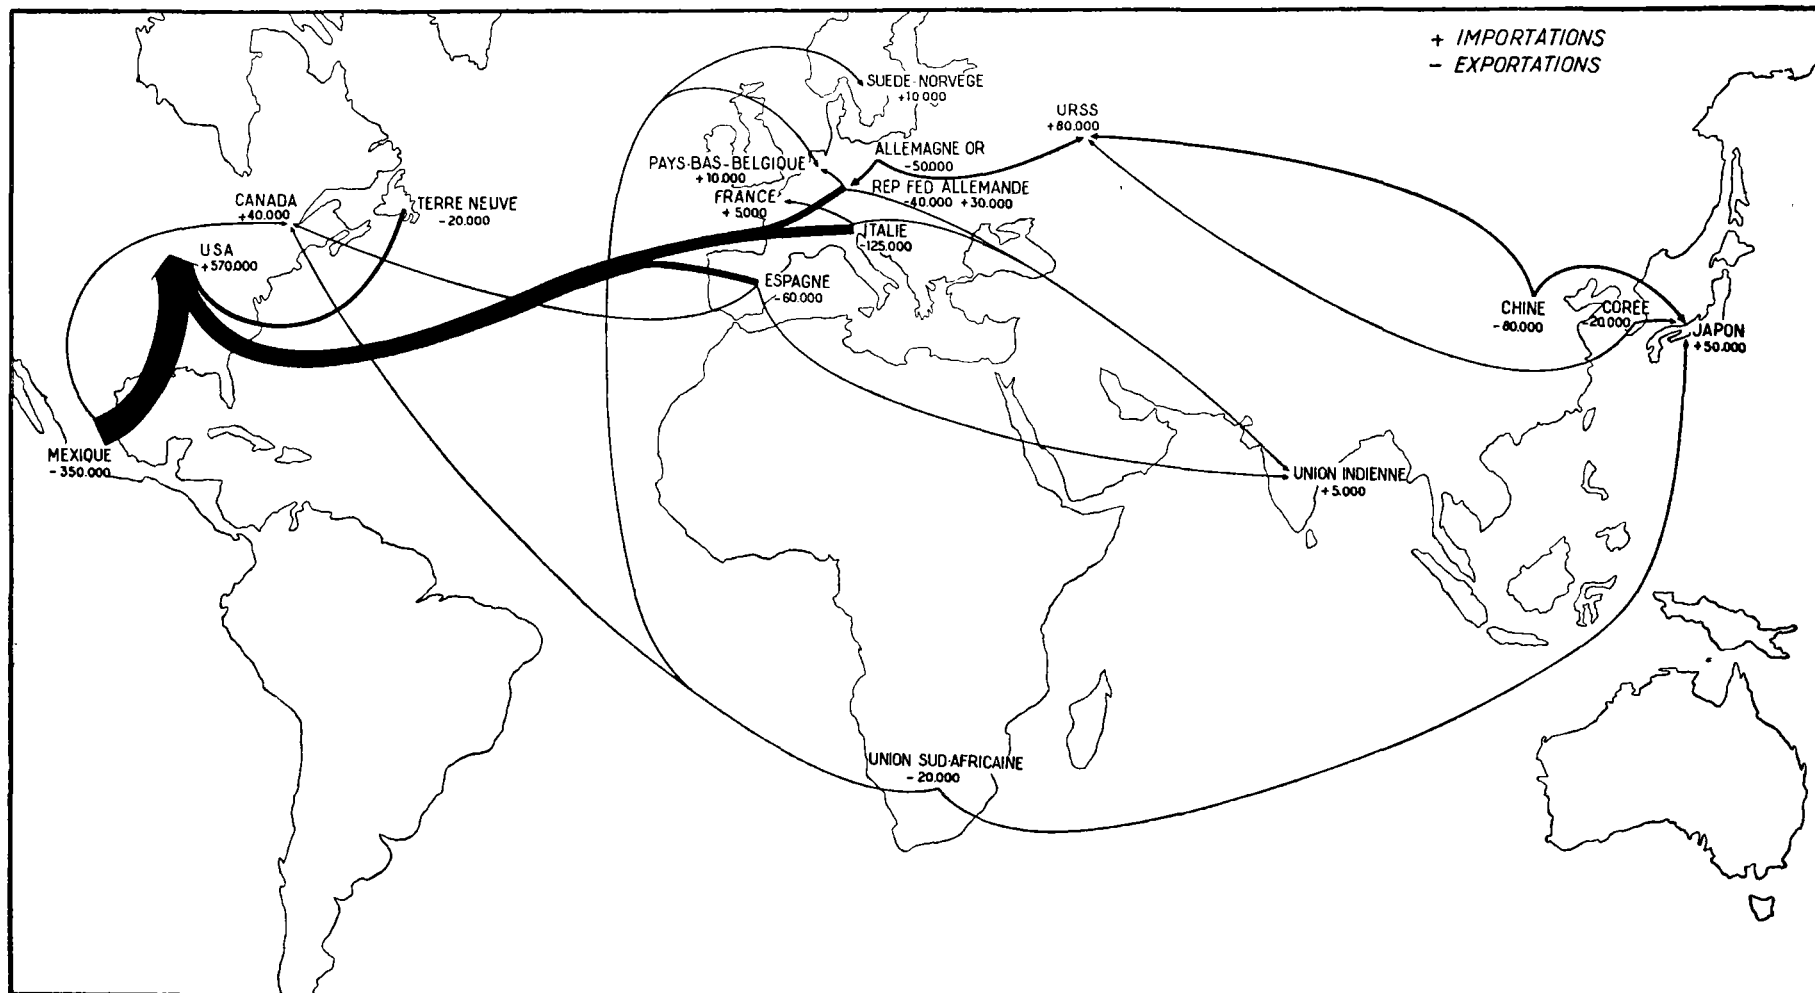 + IMPORTATIONS
- EXPORTATIONS
SUEDE-NORVEGE
+10.000
URSS
+80.000
ALLEMAGNE OR
-50.000
PAYS-BAS-BELGIQUE
+10.000
REP FED ALLEMANDE
-40.000 +30.000
FRANCE
+5.000
CANADA
+40.000
TERRE NEUVE
-20.000
ITALIE
-125.000
USA
+570.000
ESPAGNE
-60.000
CHINE
-80.000
CORÉE
-20.000
JAPON
+50.000
MEXIQUE
-350.000
UNION INDIENNE
+5.000
UNION SUD-AFRICAINE
-20.000